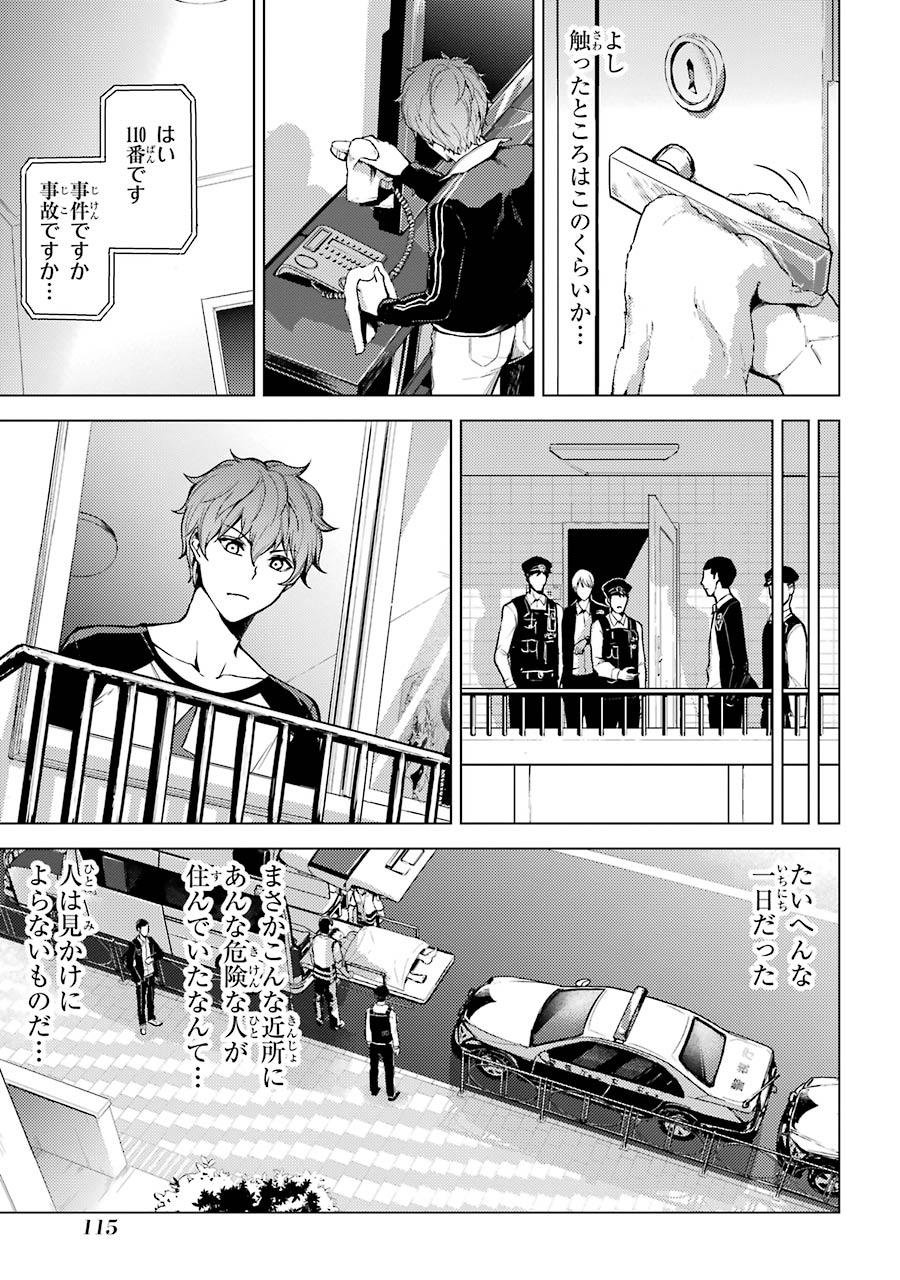 よし
触ったところはこのくらいか…
はい
110番です
事件ですか
事故ですか…
たいへんな
一日だった
まさかこんな近所に
あんな危険な人が
住んでいたなんて…
人は見かけに
よらないものだ…
115